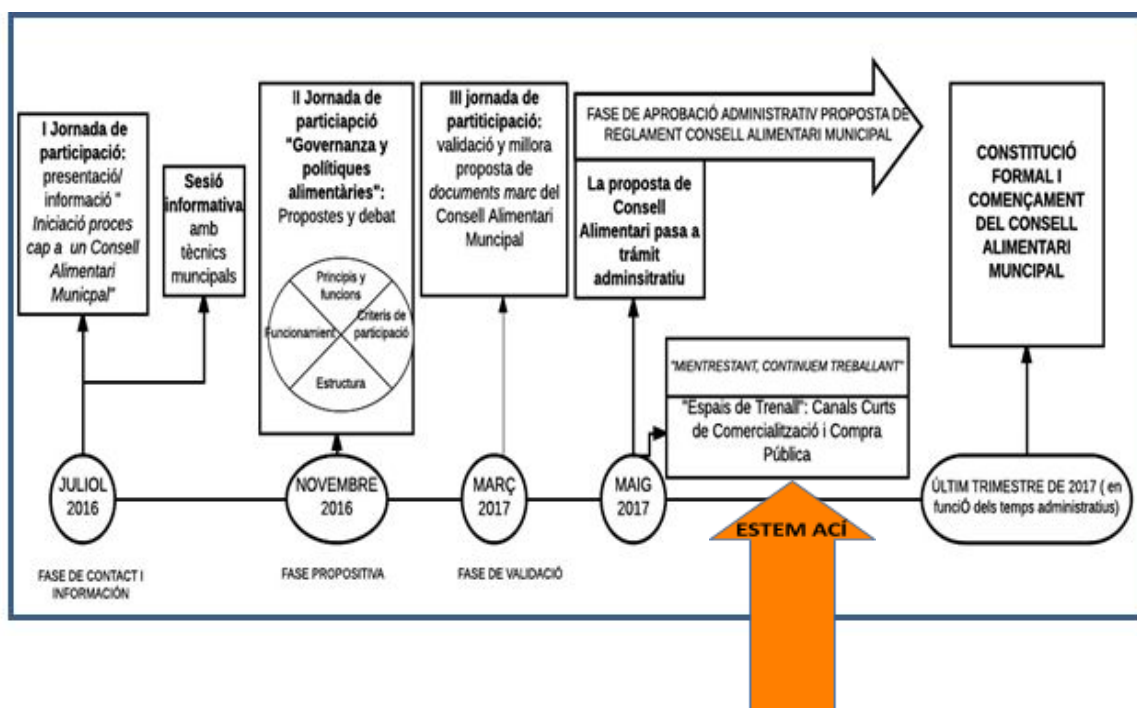 I Jornada de
participació:
presentació/
informació "
Iniciació proces
cap a un Consell
Alimentari
Municpal"
Sesió
informativa
amb
tècnics
muncipals
II Jornada de
particiapció
"Governanza y
polítiques
alimentàries":
Propostes y debat
Principis y
funcions
Funcionamient
Criteris de
participació
Estructura
III jornada de
partiticipació:
validació y millora
proposta de
documents marc del
Consell Alimentari
Muncipal
FASE DE APROBACIÓ ADMINISTRATIV PROPOSTA DE
REGLAMENT CONSELL ALIMENTARI MUNICIPAL
La proposta de
Consell
Alimentari pasa a
trámit
adminsitratiu
"MIENTRESTANT, CONTINUEM TREBALLANT"
"Espais de Trenall": Canals Curts
de Comercialització i Compra
Pública
CONSTITUCIÓ
FORMAL I
COMENÇAMENT
DEL CONSELL
ALIMENTARI
MUNCIPAL
JULIOL
2016
NOVEMBRE
2016
MARÇ
2017
MAIG
2017
ÚLTIM TRIMESTRE DE 2017 ( en
funciÓ dels temps administratius)
ESTEM ACÍ
FASE DE CONTACT I
INFORMACIÓN
FASE PROPOSITIVA
FASE DE VALIDACIÓ